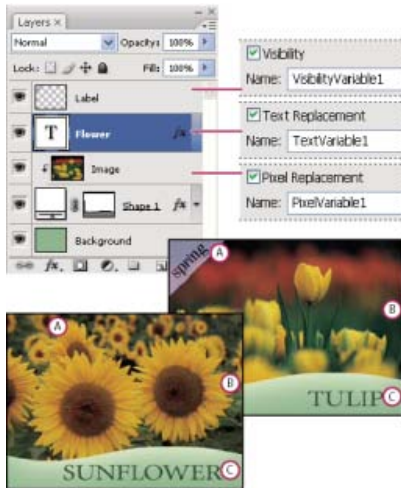 Layers ×
Normal Opacity: 100%
Lock: Fill: 100%
Label
T Flower fx
Image
Shape 1 fx
Background
fx
Visibility
Name: VisibilityVariable1
Text Replacement
Name: TextVariable1
Pixel Replacement
Name: PixelVariable1
spring A
B
TULIP C
A
B
SUNFLOWER C